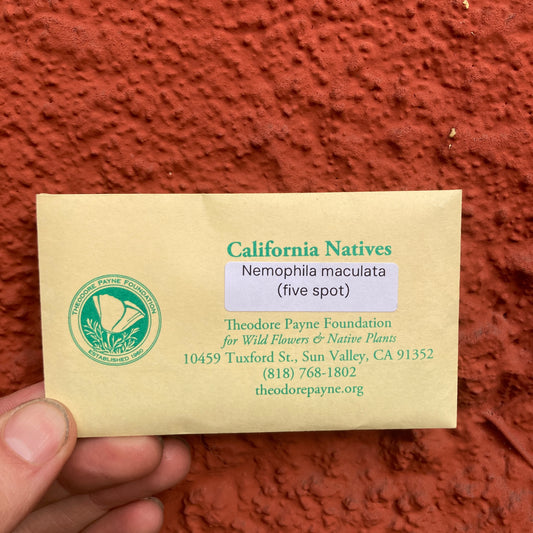 California Natives
Nemophila maculata
(five spot)
Theodore Payne Foundation
for Wild Flowers & Native Plants
10459 Tuxford St., Sun Valley, CA 91352
(818) 768-1802
theodorepayne.org
THEODORE PAYNE FOUNDATION
ESTABLISHED 1960